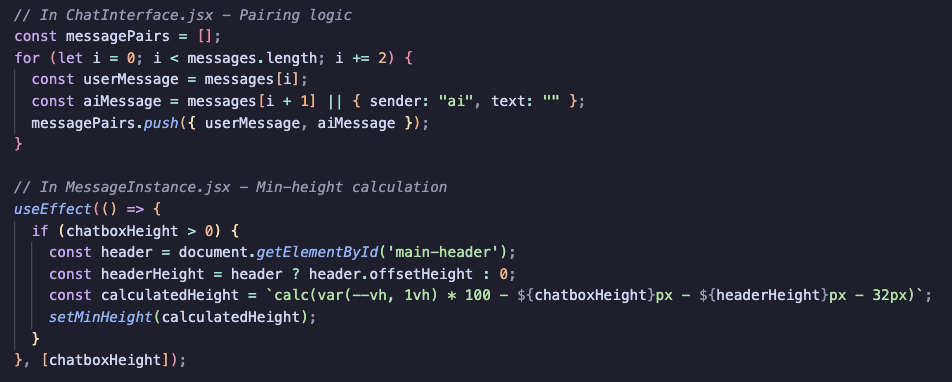 // In ChatInterface.jsx - Pairing logic
const messagePairs = [];
for (let i = 0; i < messages.length; i += 2) {
  const userMessage = messages[i];
  const aiMessage = messages[i + 1] || { sender: "ai", text: "" };
  messagePairs.push({ userMessage, aiMessage });
}

// In MessageInstance.jsx - Min-height calculation
useEffect(() => {
  if (chatboxHeight > 0) {
    const header = document.getElementById('main-header');
    const headerHeight = header ? header.offsetHeight : 0;
    const calculatedHeight = `calc(var(--vh, 1vh) * 100 - ${chatboxHeight}px - ${headerHeight}px - 32px)`;
    setMinHeight(calculatedHeight);
  }
}, [chatboxHeight]);